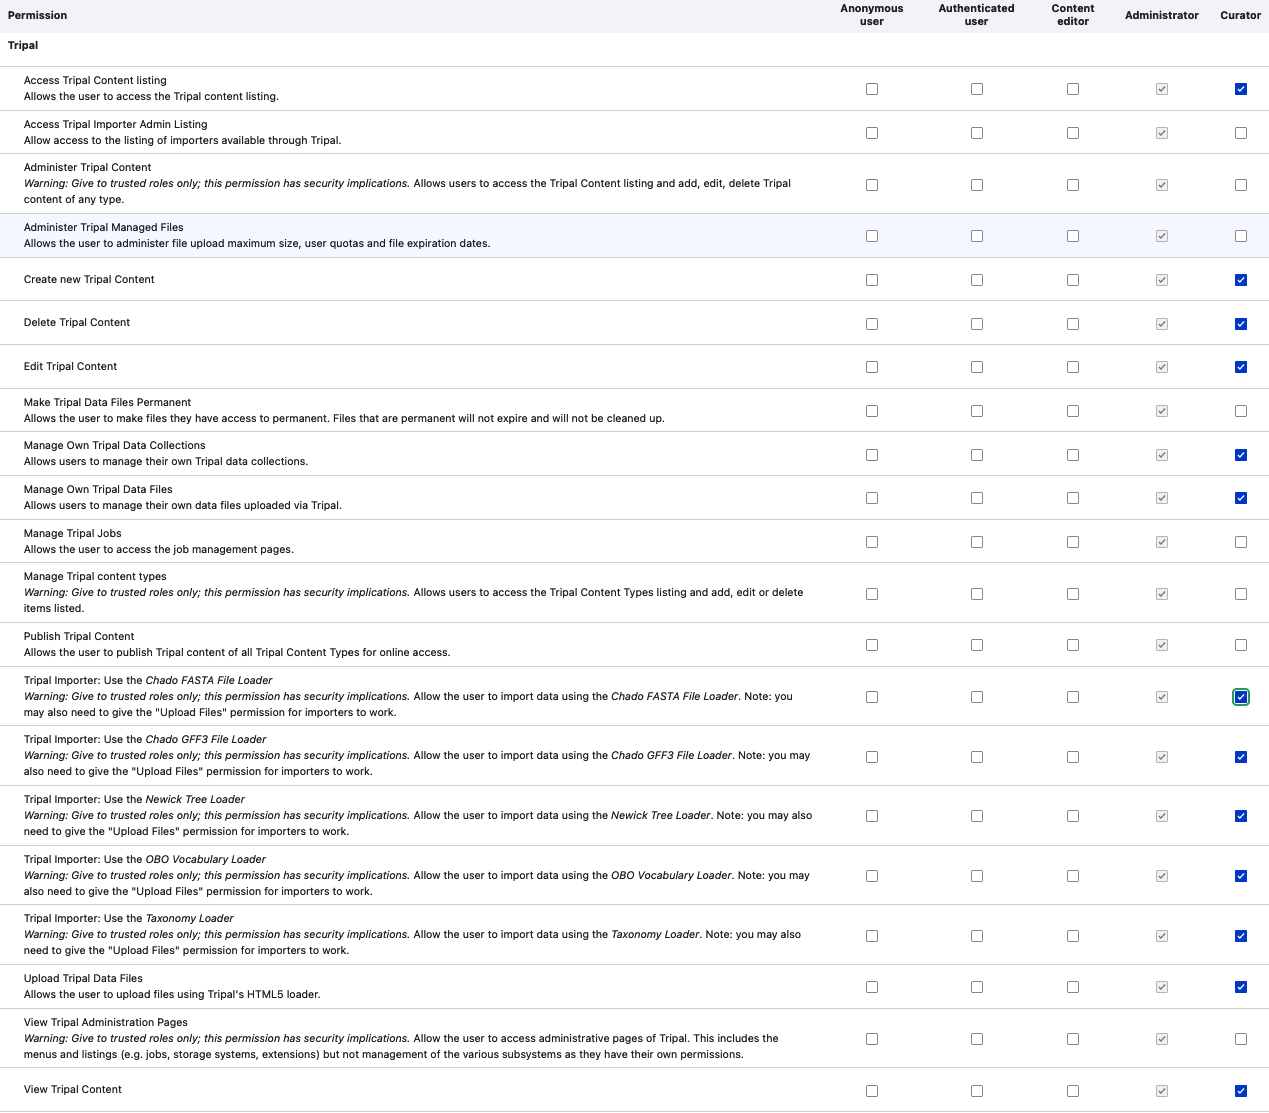 Permission
Anonymous user
Authenticated user
Content editor
Administrator
Curator
Tripal
Access Tripal Content listing
Allows the user to access the Tripal content listing.
Access Tripal Importer Admin Listing
Allow access to the listing of importers available through Tripal.
Administer Tripal Content
Warning: Give to trusted roles only; this permission has security implications. Allows users to access the Tripal Content listing and add, edit, delete Tripal
content of any type.
Administer Tripal Managed Files
Allows the user to administer file upload maximum size, user quotas and file expiration dates.
Create new Tripal Content
Delete Tripal Content
Edit Tripal Content
Make Tripal Data Files Permanent
Allows the user to make files they have access to permanent. Files that are permanent will not expire and will not be cleaned up.
Manage Own Tripal Data Collections
Allows users to manage their own Tripal data collections.
Manage Own Tripal Data Files
Allows users to manage their own data files uploaded via Tripal.
Manage Tripal Jobs
Allows the user to access the job management pages.
Manage Tripal content types
Warning: Give to trusted roles only; this permission has security implications. Allows users to access the Tripal Content Types listing and add, edit or delete
items listed.
Publish Tripal Content
Allows the user to publish Tripal content of all Tripal Content Types for online access.
Tripal Importer: Use the Chado FASTA File Loader
Warning: Give to trusted roles only; this permission has security implications. Allow the user to import data using the Chado FASTA File Loader. Note: you
may also need to give the "Upload Files" permission for importers to work.
Tripal Importer: Use the Chado GFF3 File Loader
Warning: Give to trusted roles only; this permission has security implications. Allow the user to import data using the Chado GFF3 File Loader. Note: you may
also need to give the "Upload Files" permission for importers to work.
Tripal Importer: Use the Newick Tree Loader
Warning: Give to trusted roles only; this permission has security implications. Allow the user to import data using the Newick Tree Loader. Note: you may also
need to give the "Upload Files" permission for importers to work.
Tripal Importer: Use the OBO Vocabulary Loader
Warning: Give to trusted roles only; this permission has security implications. Allow the user to import data using the OBO Vocabulary Loader. Note: you may
also need to give the "Upload Files" permission for importers to work.
Tripal Importer: Use the Taxonomy Loader
Warning: Give to trusted roles only; this permission has security implications. Allow the user to import data using the Taxonomy Loader. Note: you may also
need to give the "Upload Files" permission for importers to work.
Upload Tripal Data Files
Allows the user to upload files using Tripal's HTML5 loader.
View Tripal Administration Pages
Warning: Give to trusted roles only; this permission has security implications. Allow the user to access administrative pages of Tripal. This includes the
menus and listings (e.g. jobs, storage systems, extensions) but not management of the various subsystems as they have their own permissions.
View Tripal Content